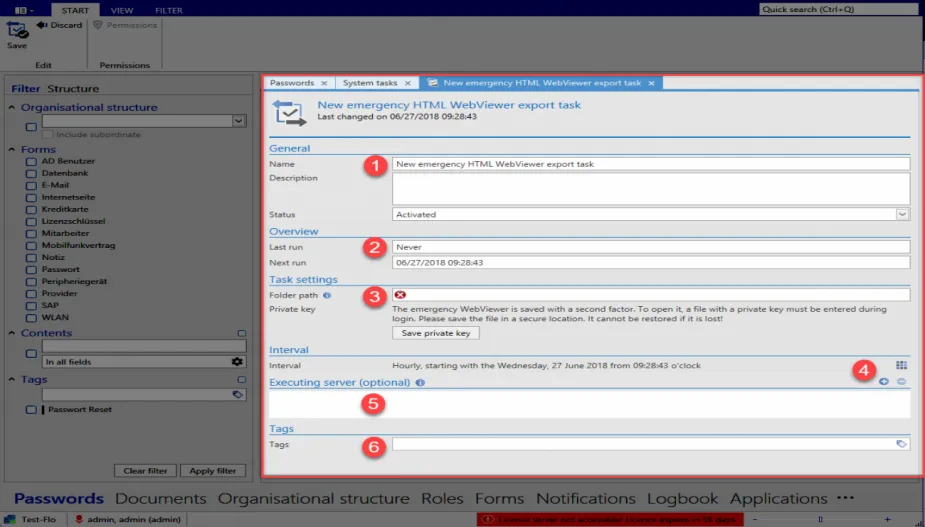 START VIEW FILTER Quick search (Ctrl+Q)
Save Discard Permissions
Edit Permissions
Filter Structure
Organisational structure
Include subordinate
Forms
AD Benutzer
Datenbank
E-Mail
Internetseite
Kreditkarte
Lizenzschlüssel
Mitarbeiter
Mobilfunkvertrag
Notiz
Passwort
Peripheriegerät
Provider
SAP
WLAN
Contents
In all fields
Tags
Passwort Reset
Clear filter Apply filter
Passwords × System tasks × New emergency HTML WebViewer export task ×
New emergency HTML WebViewer export task
Last changed on 06/27/2018 09:28:43
General
Name 1 New emergency HTML WebViewer export task
Description
Status Activated
Overview
Last run 2 Never
Next run 06/27/2018 09:28:43
Task settings
Folder path 3
Private key The emergency WebViewer is saved with a second factor. To open it, a file with a private key must be entered during
login. Please save the file in a secure location. It cannot be restored if it is lost!
Save private key
Interval
Interval Hourly, starting with the Wednesday, 27 June 2018 from 09:28:43 o'clock
4
Executing server (optional)
5
Tags
Tags 6
Passwords Documents Organisational structure Roles Forms Notifications Logbook Applications •••
Test-Flo admin, admin (admin) License server not accessible! Licence expires in days